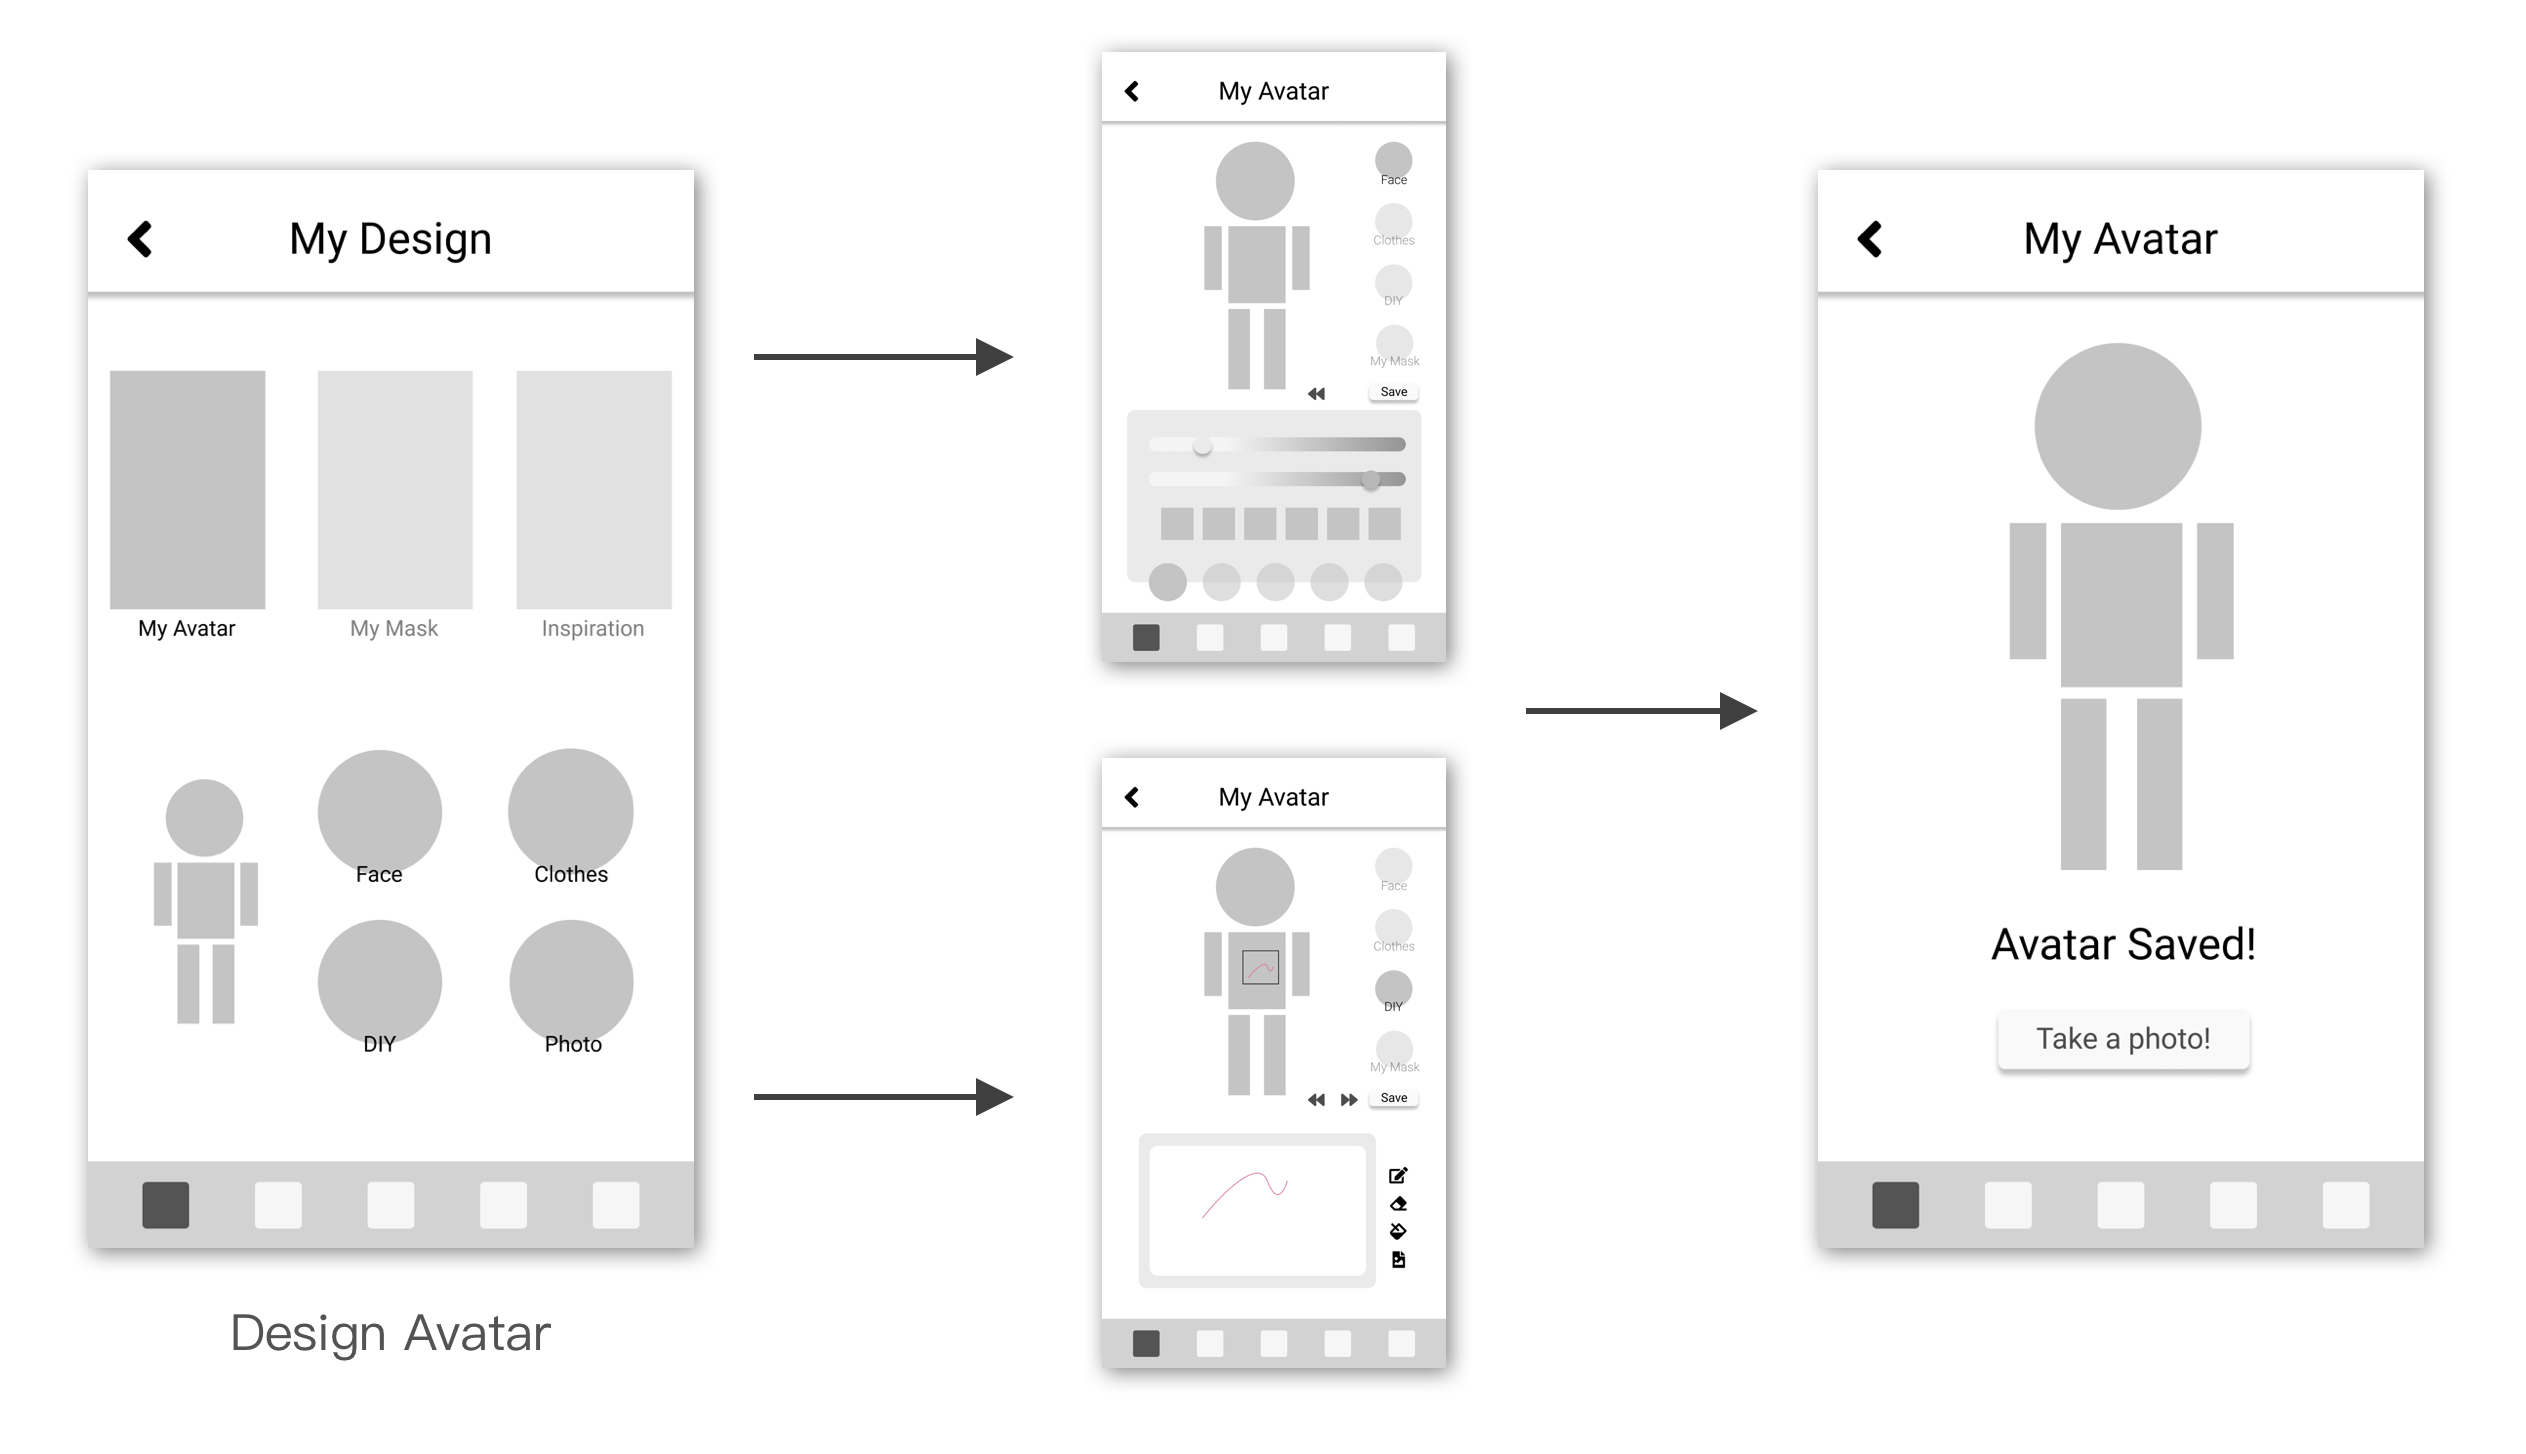 My Design
My Avatar
My Mask
Inspiration
Face
Clothes
DIY
Photo
Design Avatar
My Avatar
Face
Clothes
DIY
My Mask
Save
My Avatar
Face
Clothes
DIY
My Mask
Save
My Avatar
Avatar Saved!
Take a photo!